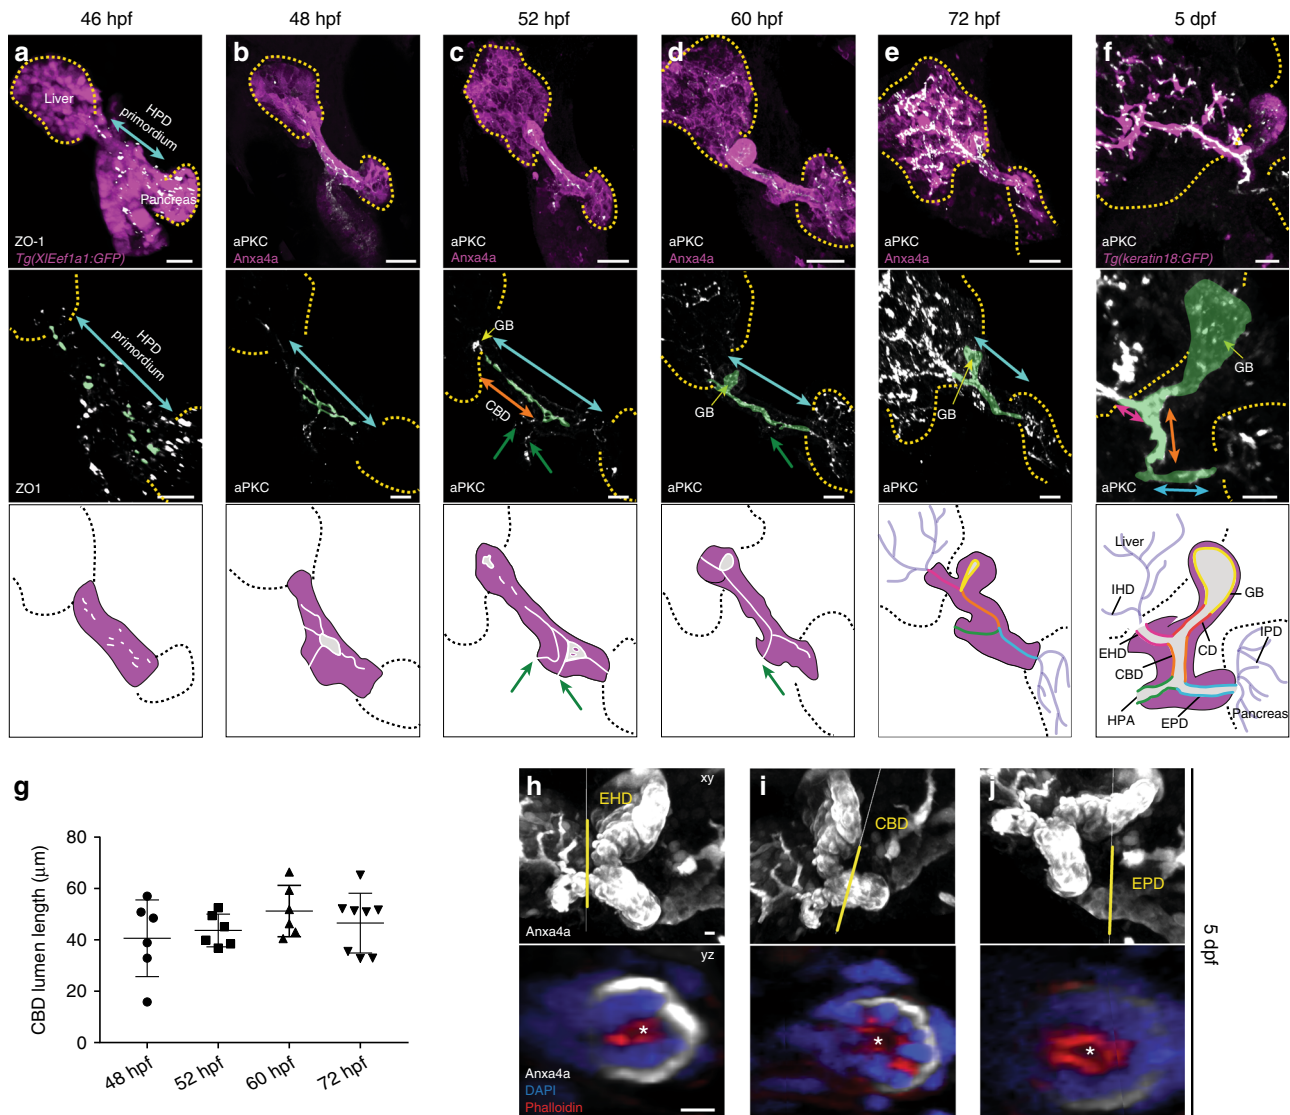 46 hpf
48 hpf
52 hpf
60 hpf
72 hpf
5 dpf
a
Liver
HPD
primordium
Pancreas
ZO-1
Tg(XlEef1a1:GFP)
b
aPKC
Anxa4a
c
aPKC
Anxa4a
d
aPKC
Anxa4a
e
aPKC
Anxa4a
f
aPKC
Tg(keratin18:GFP)
HPD
primordium
ZO1
aPKC
GB
CBD
aPKC
GB
aPKC
GB
aPKC
GB
aPKC
Liver
IHD
GB
IPD
EHD
CD
CBD
HPA
EPD
Pancreas
g
CBD lumen length (μm)
80
60
40
20
0
48 hpf
52 hpf
60 hpf
72 hpf
h
xy
EHD
Anxa4a
i
CBD
j
EPD
yz
*
Anxa4a
DAPI
Phalloidin
*
*
5 dpf